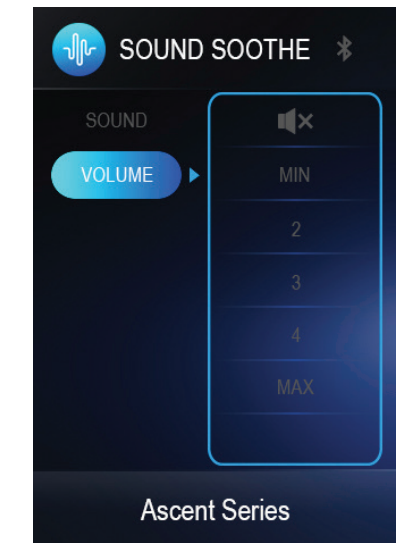 SOUND SOOTHE
SOUND
VOLUME
MIN
2
3
4
MAX
Ascent Series